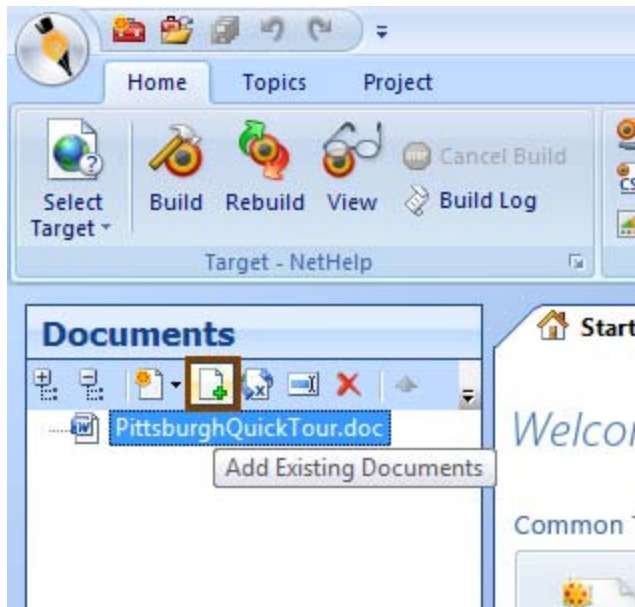 Home Topics Project
Cancel Build
Select Target
Build Rebuild View
Build Log
Target - NetHelp
Documents
Start
PittsburghQuickTour.doc
Welco
Add Existing Documents
Common